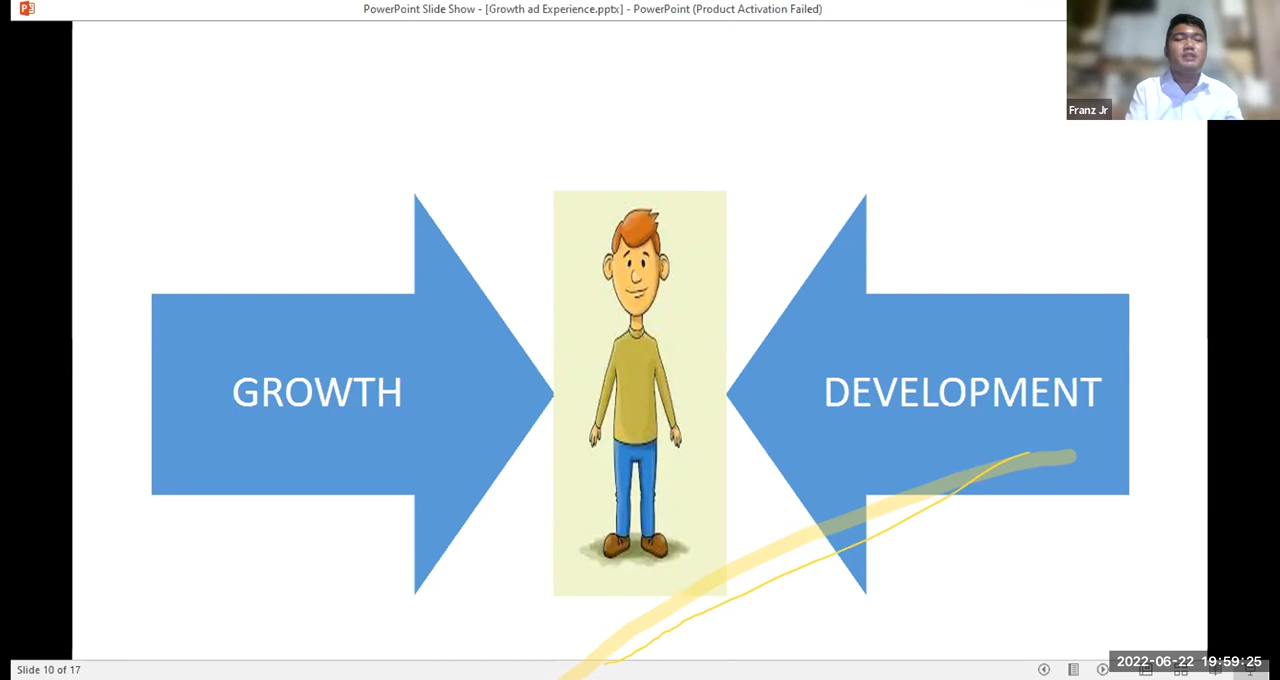 PowerPoint Slide Show - [Growth ad Experience.pptx] - PowerPoint (Product Activation Failed)
Franz Jr
GROWTH
DEVELOPMENT
Slide 10 of 17
2022-06-22 19:59:25